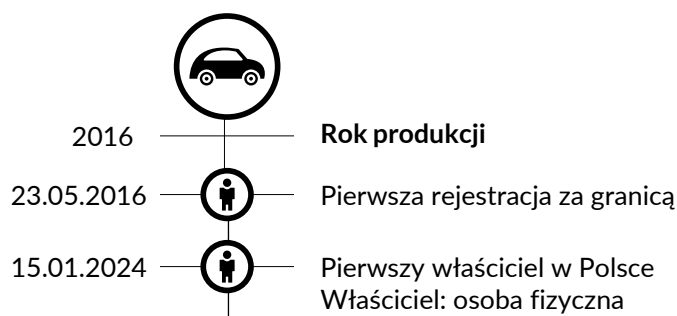 2016 Rok produkcji
23.05.2016 Pierwsza rejestracja za granicą
15.01.2024 Pierwszy właściciel w Polsce
Właściciel: osoba fizyczna